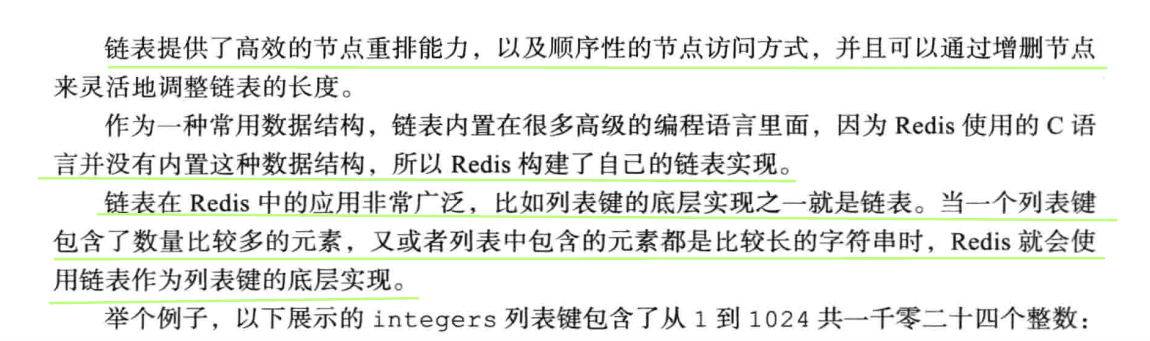 链表提供了高效的节点重排能力，以及顺序性的节点访问方式，并且可以通过增删节点
来灵活地调整链表的长度。
作为一种常用数据结构，链表内置在很多高级的编程语言里面，因为 Redis 使用的 C 语
言并没有内置这种数据结构，所以 Redis 构建了自己的链表实现。
链表在 Redis 中的应用非常广泛，比如列表键的底层实现之一就是链表。当一个列表键
包含了数量比较多的元素，又或者列表中包含的元素都是比较长的字符串时，Redis 就会使
用链表作为列表键的底层实现。
举个例子，以下展示的 integers 列表键包含了从 1 到 1024 共一千零二十四个整数：